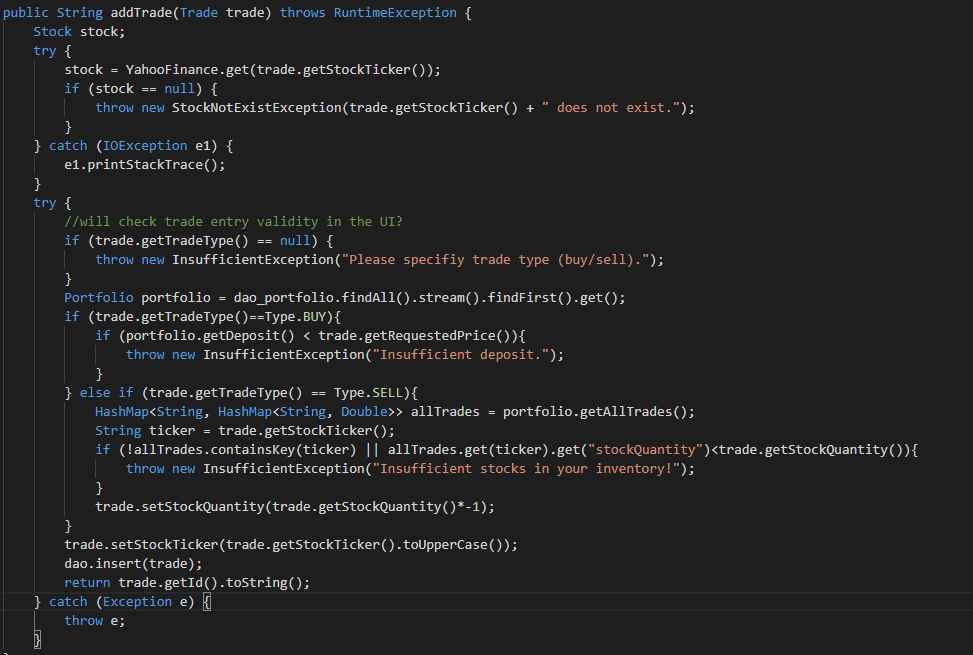 public String addTrade(Trade trade) throws RuntimeException {
    Stock stock;
    try {
        stock = YahooFinance.get(trade.getStockTicker());
        if (stock == null) {
            throw new StockNotExistException(trade.getStockTicker() + " does not exist.");
        }
    } catch (IOException e1) {
        e1.printStackTrace();
    }
    try {
        //will check trade entry validity in the UI?
        if (trade.getTradeType() == null) {
            throw new InsufficientException("Please specifiy trade type (buy/sell).");
        }
        Portfolio portfolio = dao_portfolio.findAll().stream().findFirst().get();
        if (trade.getTradeType()==Type.BUY){
            if (portfolio.getDeposit() < trade.getRequestedPrice()){
                throw new InsufficientException("Insufficient deposit.");
            }
        } else if (trade.getTradeType() == Type.SELL){
            HashMap<String, HashMap<String, Double>> allTrades = portfolio.getAllTrades();
            String ticker = trade.getStockTicker();
            if (!allTrades.containsKey(ticker) || allTrades.get(ticker).get("stockQuantity")<trade.getStockQuantity()){
                throw new InsufficientException("Insufficient stocks in your inventory!");
            }
            trade.setStockQuantity(trade.getStockQuantity()*-1);
        }
        trade.setStockTicker(trade.getStockTicker().toUpperCase());
        dao.insert(trade);
        return trade.getId().toString();
    } catch (Exception e) {
        throw e;
    }